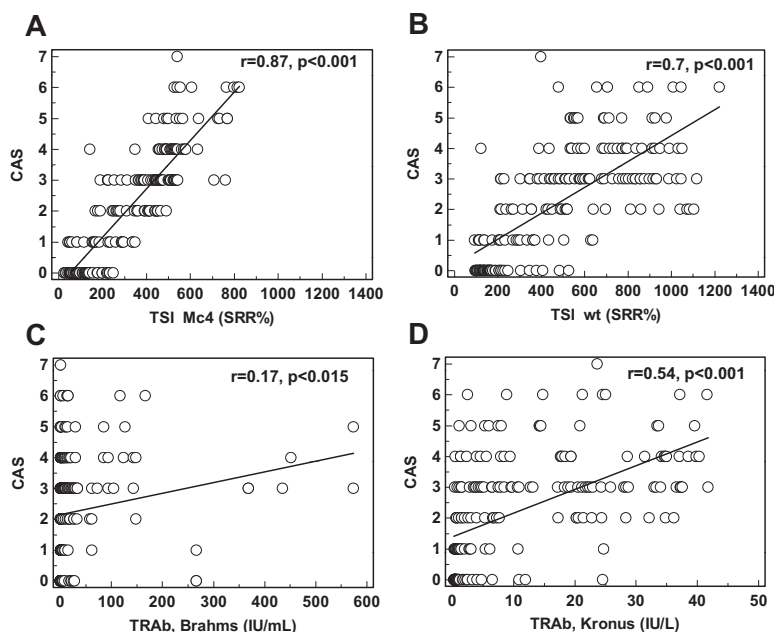 A
B
r=0.87, p<0.001
r=0.7, p<0.001
CAS
7
6
5
4
3
2
1
0
0 200 400 600 800 1000 1200 1400
TSI Mc4 (SRR%)
CAS
7
6
5
4
3
2
1
0
0 200 400 600 800 1000 1200 1400
TSI wt (SRR%)
C
D
r=0.17, p<0.015
r=0.54, p<0.001
CAS
7
6
5
4
3
2
1
0
0 100 200 300 400 500 600
TRAb, Brahms (IU/mL)
CAS
7
6
5
4
3
2
1
0
0 10 20 30 40 50
TRAb, Kronus (IU/L)